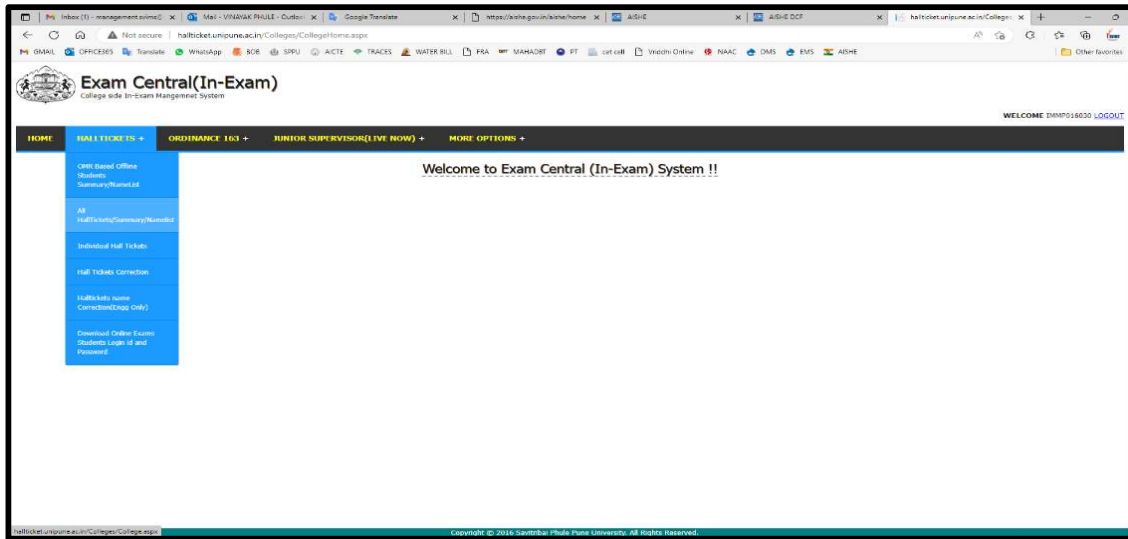 Inbox (1) - management.svims@
Mail - VINAYAK PHULE - Outlook
Google Translate
https://aishe.gov.in/aishe/home
AISHE
AISHE DCF
hallticket.unipune.ac.in/Colleges
Not secure | hallticket.unipune.ac.in/Colleges/CollegeHome.aspx
GMAIL OFFICE365 Translate WhatsApp BOB SPPU AICTE TRACES WATER BILL FRA MAHADBT PT cet cell Vriddhi Online NAAC DMS EMS AISHE Other favorites
Exam Central(In-Exam)
College side In-Exam Mangemnet System
WELCOME IMMP016030 LOGOUT
HOME HALLTICKETS + ORDINANCE 163 + JUNIOR SUPERVISOR(LIVE NOW) + MORE OPTIONS +
OMR Based Offline
Students
Summary/NameList
All
HallTickets/Summary/Namelist
Individual Hall Tickets
Hall Tickets Correction
Halltickets name
Correction(Engg Only)
Download Online Exams
Students Login id and
Password
Welcome to Exam Central (In-Exam) System !!
hallticket.unipune.ac.in/Colleges/College.aspx
Copyright © 2016 Savitribai Phule Pune University. All Rights Reserved.